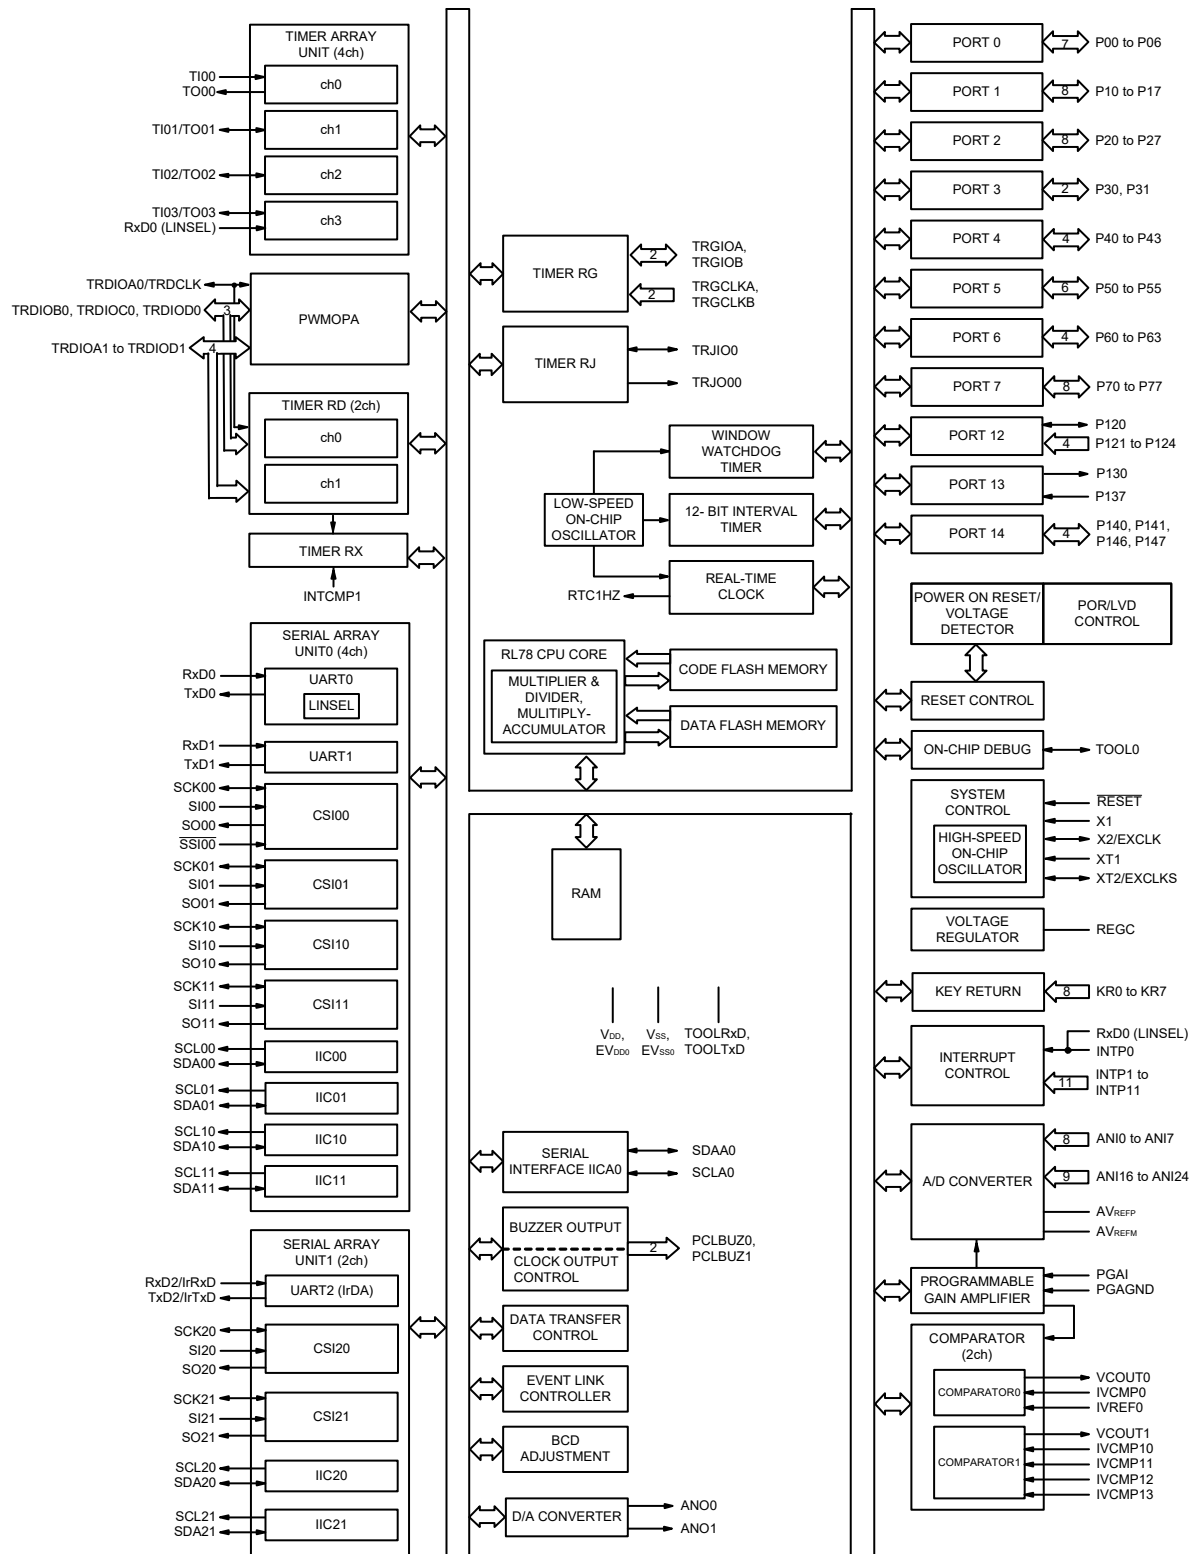 TIMER ARRAY
UNIT (4ch)
TI00
TO00
ch0
TI01/TO01
ch1
TI02/TO02
ch2
TI03/TO03
RxD0 (LINSEL)
ch3
TRDIOA0/TRDCLK
TRDIOB0, TRDIOC0, TRDIOD0
3
TRDIOA1 to TRDIOD1
4
PWMOPA
TIMER RD (2ch)
ch0
ch1
TIMER RX
INTCMP1
SERIAL ARRAY
UNIT0 (4ch)
RxD0
TxD0
UART0
LINSEL
RxD1
TxD1
UART1
SCK00
SI00
SO00
SSI00
CSI00
SCK01
SI01
SO01
CSI01
SCK10
SI10
SO10
CSI10
SCK11
SI11
SO11
CSI11
SCL00
SDA00
IIC00
SCL01
SDA01
IIC01
SCL10
SDA10
IIC10
SCL11
SDA11
IIC11
SERIAL ARRAY
UNIT1 (2ch)
RxD2/IrRxD
TxD2/IrTxD
UART2 (IrDA)
SCK20
SI20
SO20
CSI20
SCK21
SI21
SO21
CSI21
SCL20
SDA20
IIC20
SCL21
SDA21
IIC21
TIMER RG
2
TRGIOA,
TRGIOB
2
TRGCLKA,
TRGCLKB
TIMER RJ
TRJIO0
TRJO00
WINDOW
WATCHDOG
TIMER
LOW-SPEED
ON-CHIP
OSCILLATOR
12- BIT INTERVAL
TIMER
REAL-TIME
CLOCK
RTC1HZ
RL78 CPU CORE
MULTIPLIER &
DIVIDER,
MULITIPLY-
ACCUMULATOR
CODE FLASH MEMORY
DATA FLASH MEMORY
RAM
VDD,
EVDD0
VSS,
EVSS0
TOOLRxD,
TOOLTxD
SERIAL
INTERFACE IICA0
SDAA0
SCLA0
BUZZER OUTPUT
CLOCK OUTPUT
CONTROL
2
PCLBUZ0,
PCLBUZ1
DATA TRANSFER
CONTROL
EVENT LINK
CONTROLLER
BCD
ADJUSTMENT
D/A CONVERTER
ANO0
ANO1
PORT 0
7
P00 to P06
PORT 1
8
P10 to P17
PORT 2
8
P20 to P27
PORT 3
2
P30, P31
PORT 4
4
P40 to P43
PORT 5
6
P50 to P55
PORT 6
4
P60 to P63
PORT 7
8
P70 to P77
PORT 12
P120
4
P121 to P124
PORT 13
P130
P137
PORT 14
4
P140, P141,
P146, P147
POWER ON RESET/
VOLTAGE
DETECTOR
POR/LVD
CONTROL
RESET CONTROL
ON-CHIP DEBUG
TOOL0
SYSTEM
CONTROL
HIGH-SPEED
ON-CHIP
OSCILLATOR
RESET
X1
X2/EXCLK
XT1
XT2/EXCLKS
VOLTAGE
REGULATOR
REGC
KEY RETURN
8
KR0 to KR7
INTERRUPT
CONTROL
RxD0 (LINSEL)
INTP0
11
INTP1 to
INTP11
A/D CONVERTER
8
ANI0 to ANI7
9
ANI16 to ANI24
AVREFP
AVREFM
PROGRAMMABLE
GAIN AMPLIFIER
PGAI
PGAGND
COMPARATOR
(2ch)
COMPARATOR0
VCOUT0
IVCMP0
IVREF0
COMPARATOR1
VCOUT1
IVCMP10
IVCMP11
IVCMP12
IVCMP13